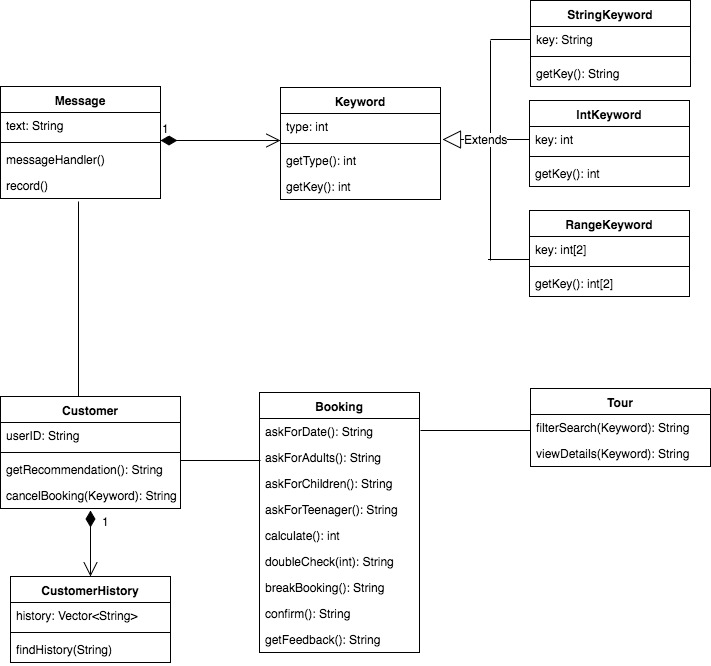 StringKeyword
key: String
getKey(): String
Message
text: String
messageHandler()
record()
1
Keyword
type: int
getType(): int
getKey(): int
Extends
IntKeyword
key: int
getKey(): int
RangeKeyword
key: int[2]
getKey(): int[2]
Customer
userID: String
getRecommendation(): String
cancelBooking(Keyword): String
1
CustomerHistory
history: Vector<String>
findHistory(String)
Booking
askForDate(): String
askForAdults(): String
askForChildren(): String
askForTeenager(): String
calculate(): int
doubleCheck(int): String
breakBooking(): String
confirm(): String
getFeedback(): String
Tour
filterSearch(Keyword): String
viewDetails(Keyword): String